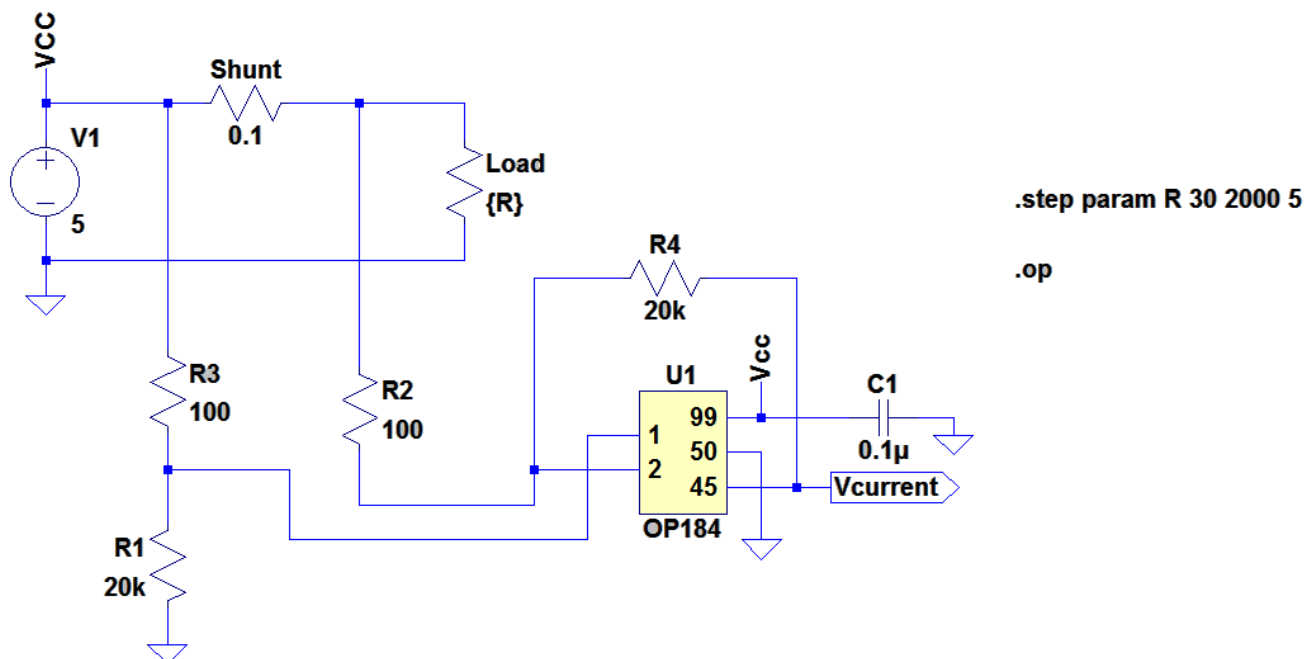 VCC
Shunt
0.1
V1
5
Load
{R}
.step param R 30 2000 5
.op
R4
20k
R3
100
R2
100
U1
Vcc
C1
0.1µ
1
2
99
50
45
Vcurrent
OP184
R1
20k